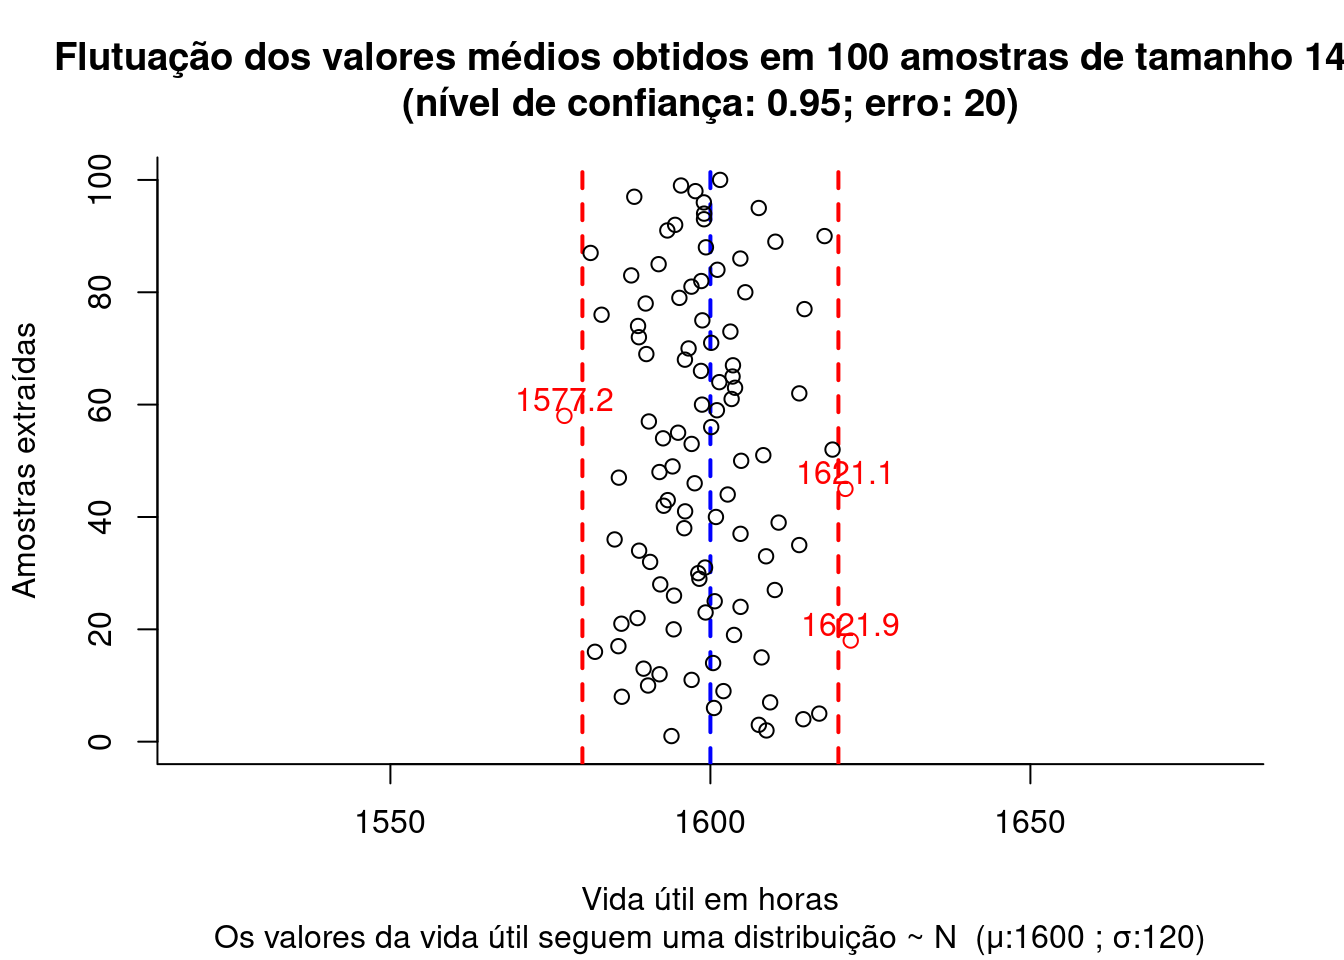 Flutuação dos valores médios obtidos em 100 amostras de tamanho 14
(nível de confiança: 0.95; erro: 20)
Amostras extraídas
100
80
60
40
20
0
1577.2
1621.1
1621.9
1550
1600
1650
Vida útil em horas
Os valores da vida útil seguem uma distribuição ~ N (μ:1600 ; σ:120)